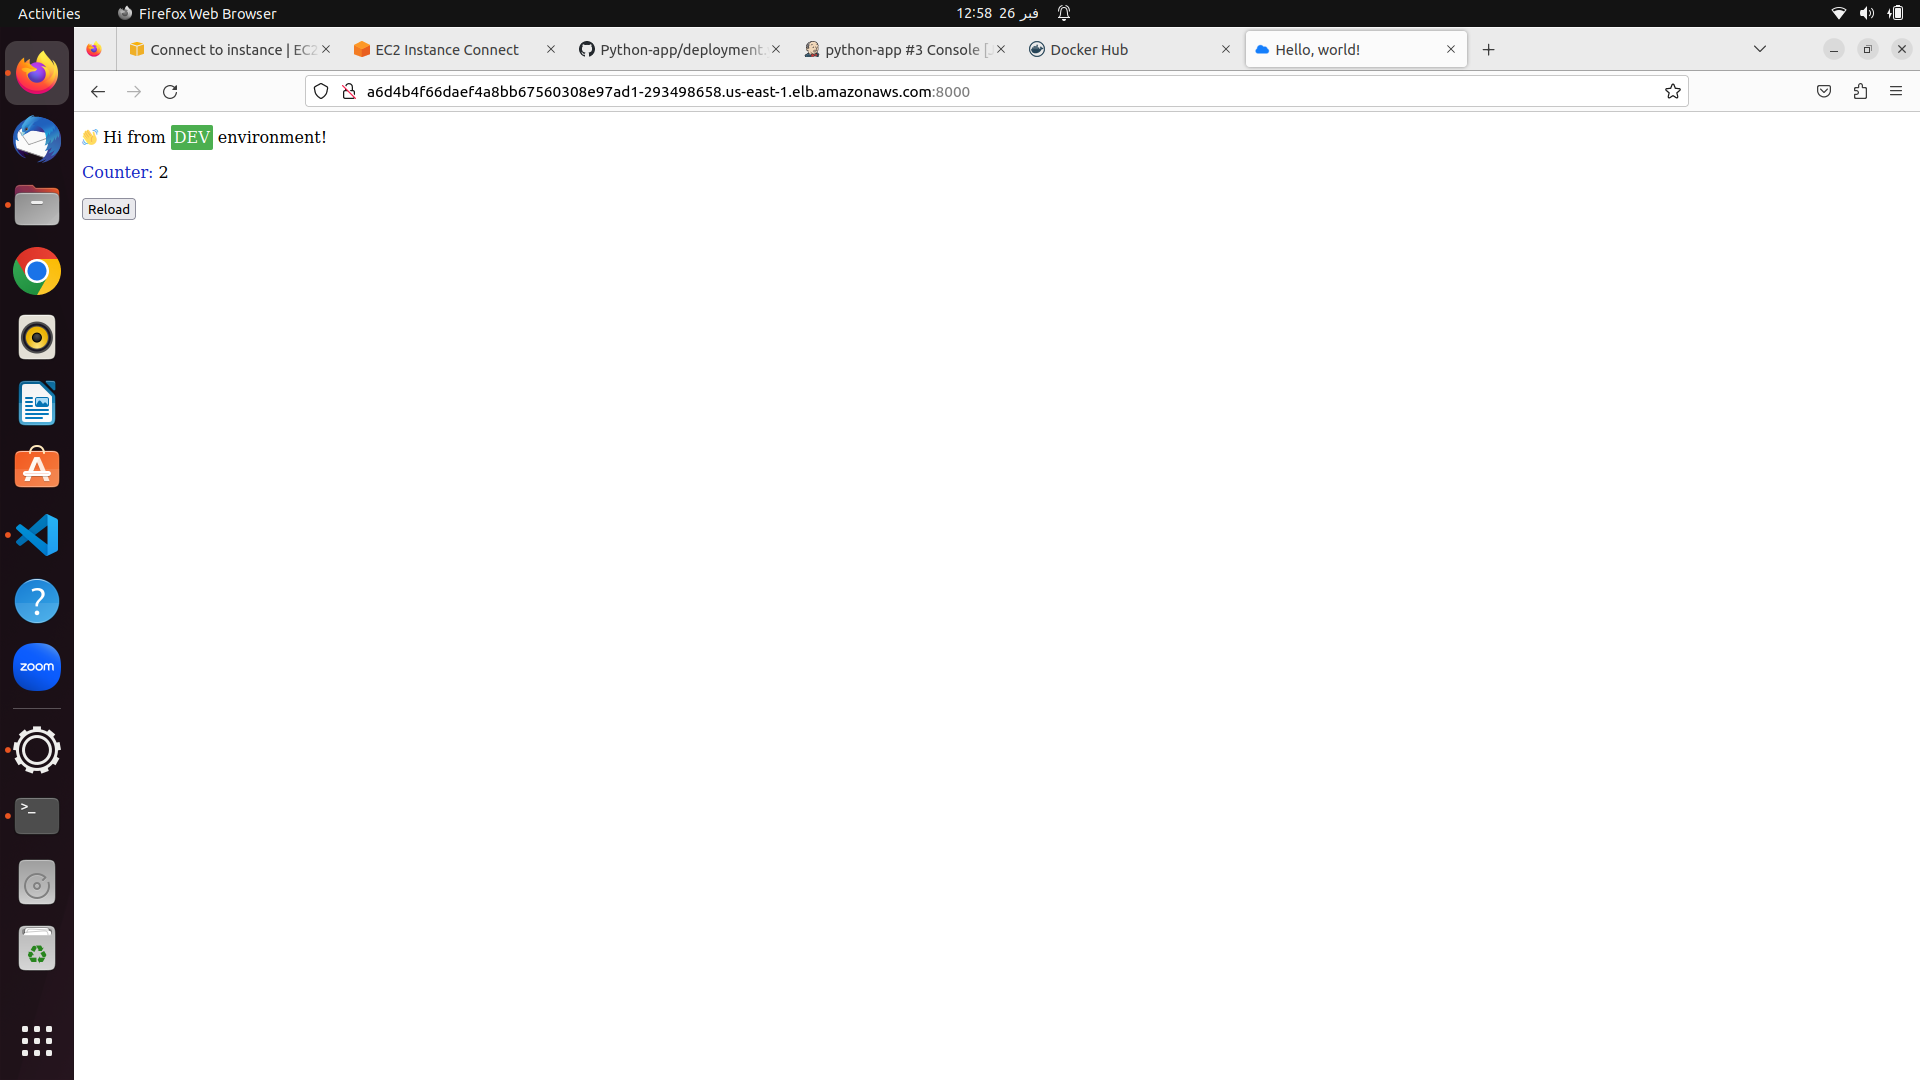 Activities
Firefox Web Browser
12:58 26 فبر
Connect to instance | EC2
EC2 Instance Connect
Python-app/deployment.
python-app #3 Console [
Docker Hub
Hello, world!
a6d4b4f66daef4a8bb67560308e97ad1-293498658.us-east-1.elb.amazonaws.com:8000
👋 Hi from DEV environment!
Counter: 2
Reload
zoom
>_